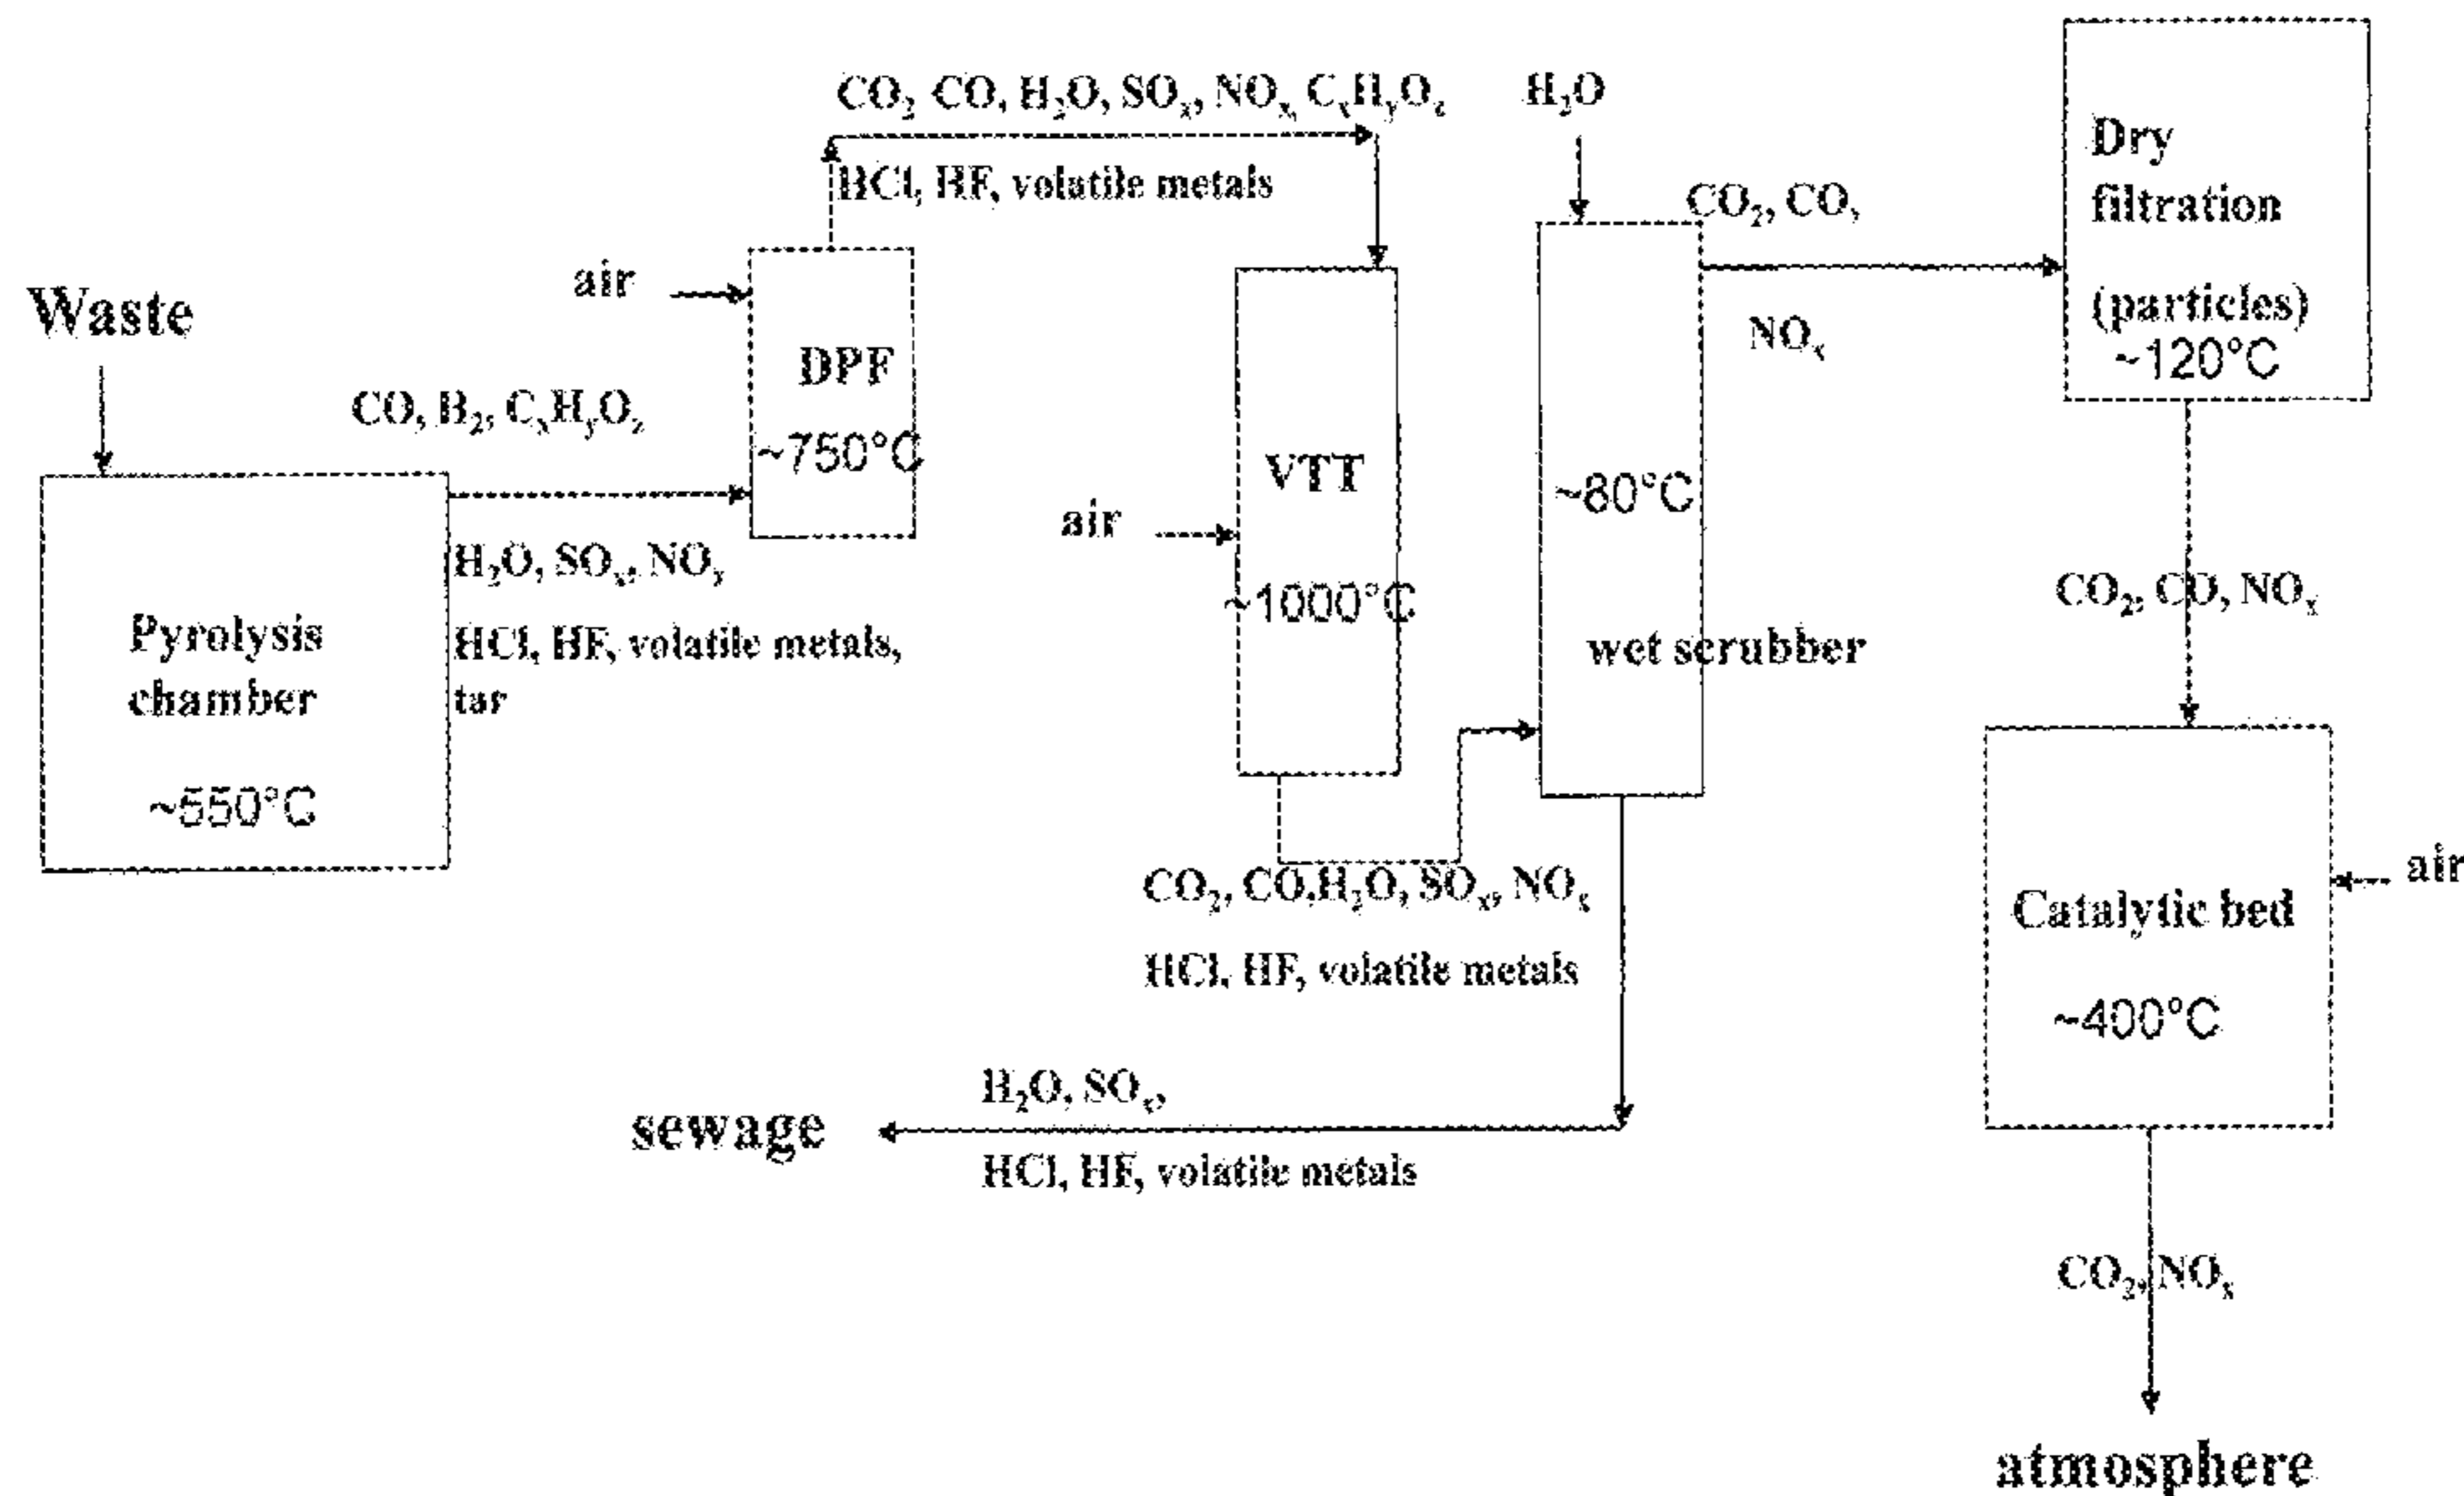 Waste
Pyrolysis
chamber
~550°C
CO, H₂, CₓHᵧO₂
H₂O, SOₓ, NOᵧ
HCl, HF, volatile metals,
tar
air
DPF
~750°C
CO₂ CO, H₂O, SOₓ, NOₓ, CₓHᵧO₂
HCl, HF, volatile metals
air
VTT
~1000°C
CO₂, CO,H₂O, SOₓ, NOₓ
HCl, HF, volatile metals
H₂O
~80°C
wet scrubber
H₂O, SOₓ,
sewage
HCl, HF, volatile metals
CO₂, CO,
NOₓ
Dry
filtration
(particles)
~120°C
CO₂, CO, NOₓ
Catalytic bed
~400°C
air
CO₂, NOₓ
atmosphere